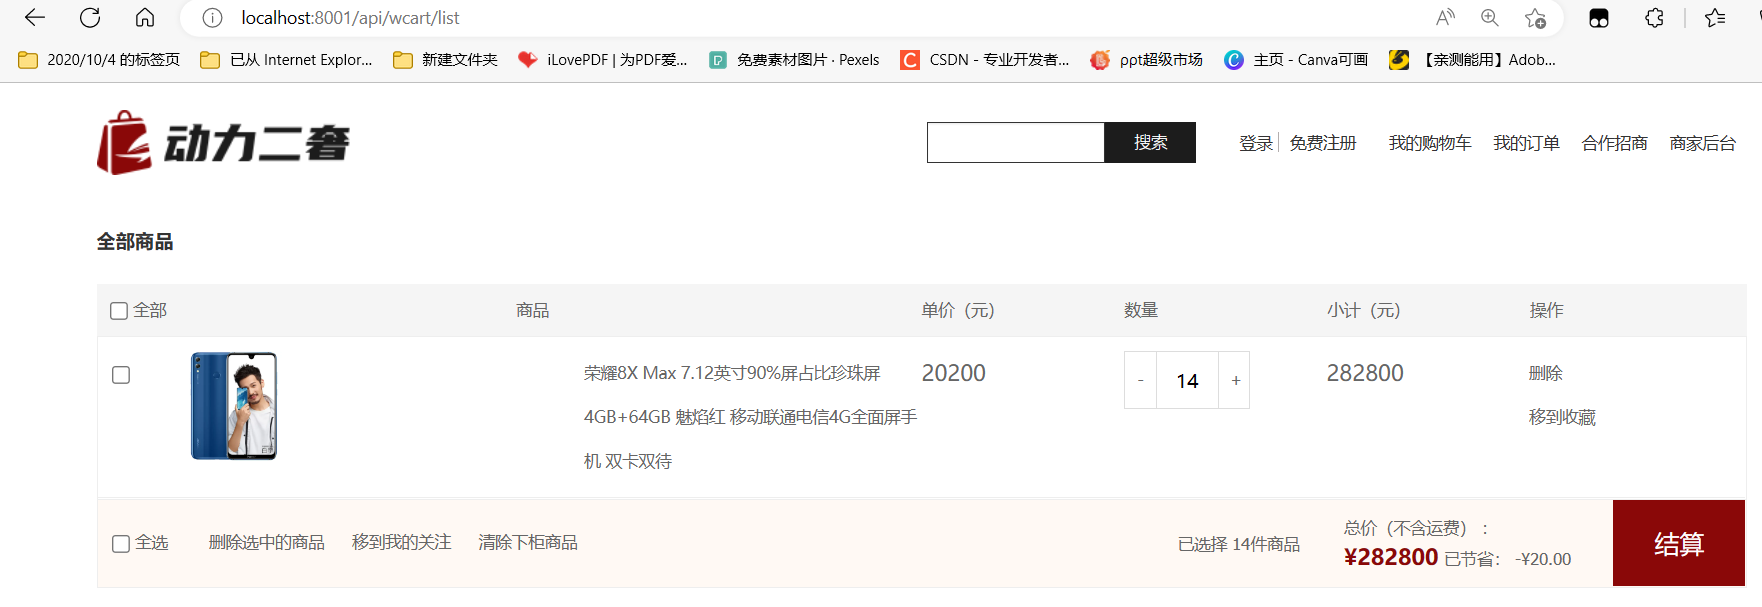 localhost:8001/api/wcart/list
2020/10/4 的标签页
已从 Internet Explor...
新建文件夹
iLovePDF | 为PDF爱...
免费素材图片 · Pexels
CSDN - 专业开发者...
ppt超级市场
主页 - Canva可画
【亲测能用】Adob...
动力二奢
搜索
登录
免费注册
我的购物车
我的订单
合作招商
商家后台
全部商品
全部
商品
单价（元）
数量
小计（元）
操作
荣耀8X Max 7.12英寸90%屏占比珍珠屏
4GB+64GB 魅焰红 移动联通电信4G全面屏手
机 双卡双待
20200
- 14 +
282800
删除
移到收藏
全选
删除选中的商品
移到我的关注
清除下柜商品
已选择 14件商品
总价（不含运费）：
¥282800 已节省： -¥20.00
结算